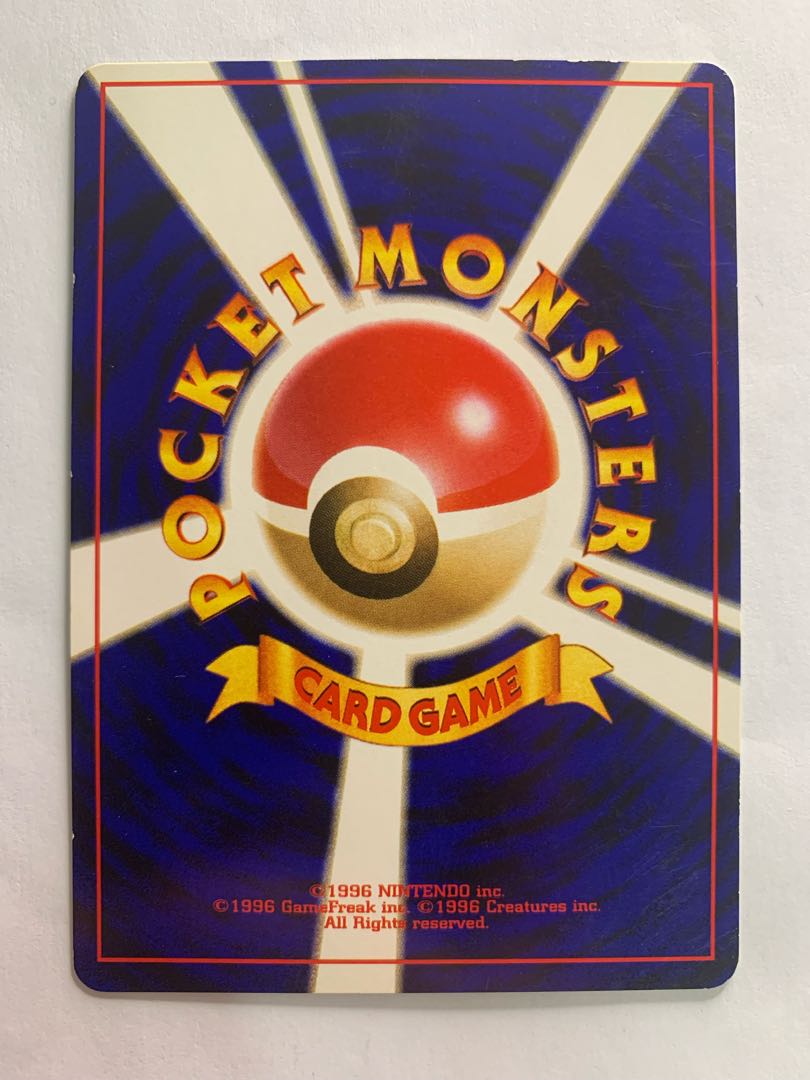 POCKET MONSTERS
CARD GAME
©1996 NINTENDO inc.
©1996 GameFreak inc. ©1996 Creatures inc.
All Rights reserved.